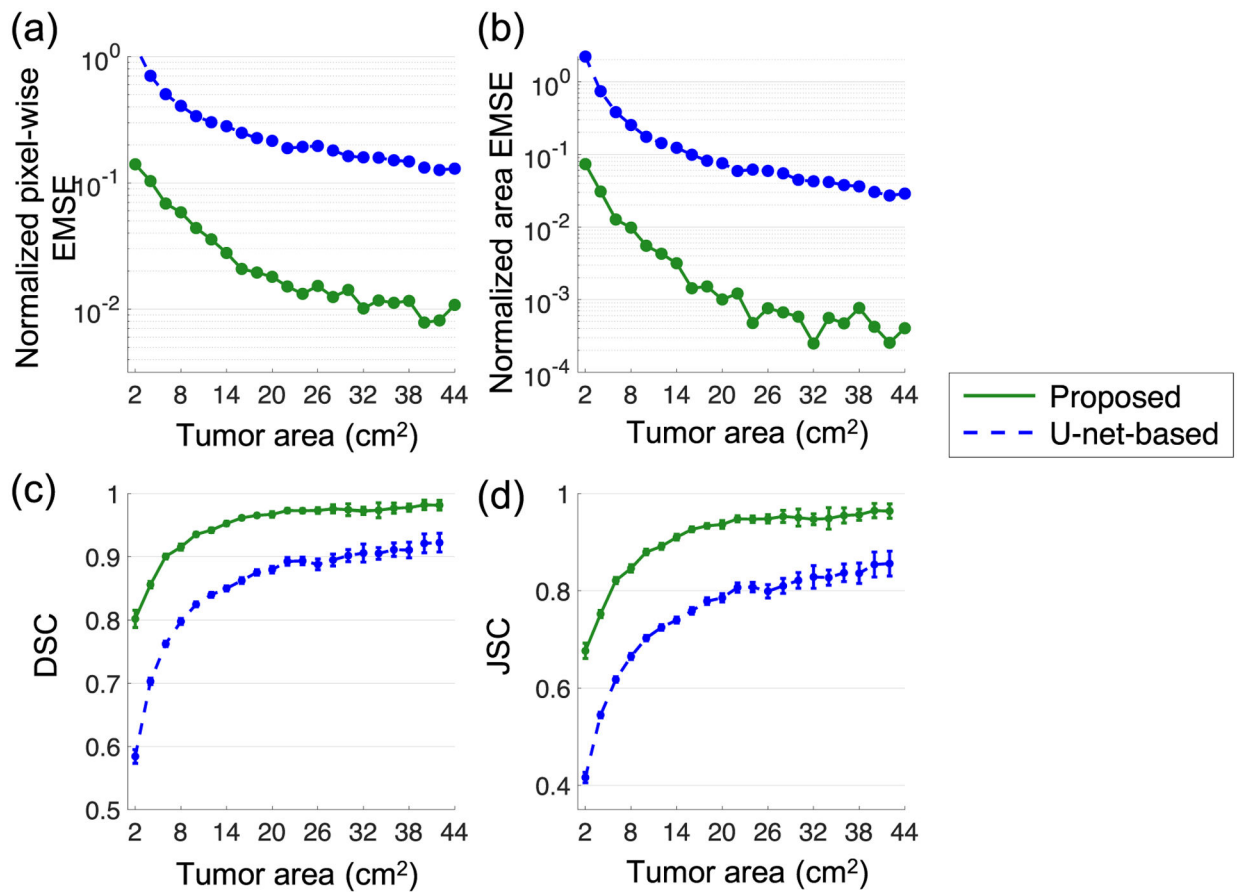 (a)
Normalized pixel-wise
EMSE
10^0
10^-1
10^-2
2 8 14 20 26 32 38 44
Tumor area (cm²)
(b)
Normalized area EMSE
10^0
10^-1
10^-2
10^-3
10^-4
2 8 14 20 26 32 38 44
Tumor area (cm²)
Proposed
U-net-based
(c)
DSC
1
0.9
0.8
0.7
0.6
0.5
2 8 14 20 26 32 38 44
Tumor area (cm²)
(d)
JSC
1
0.8
0.6
0.4
2 8 14 20 26 32 38 44
Tumor area (cm²)